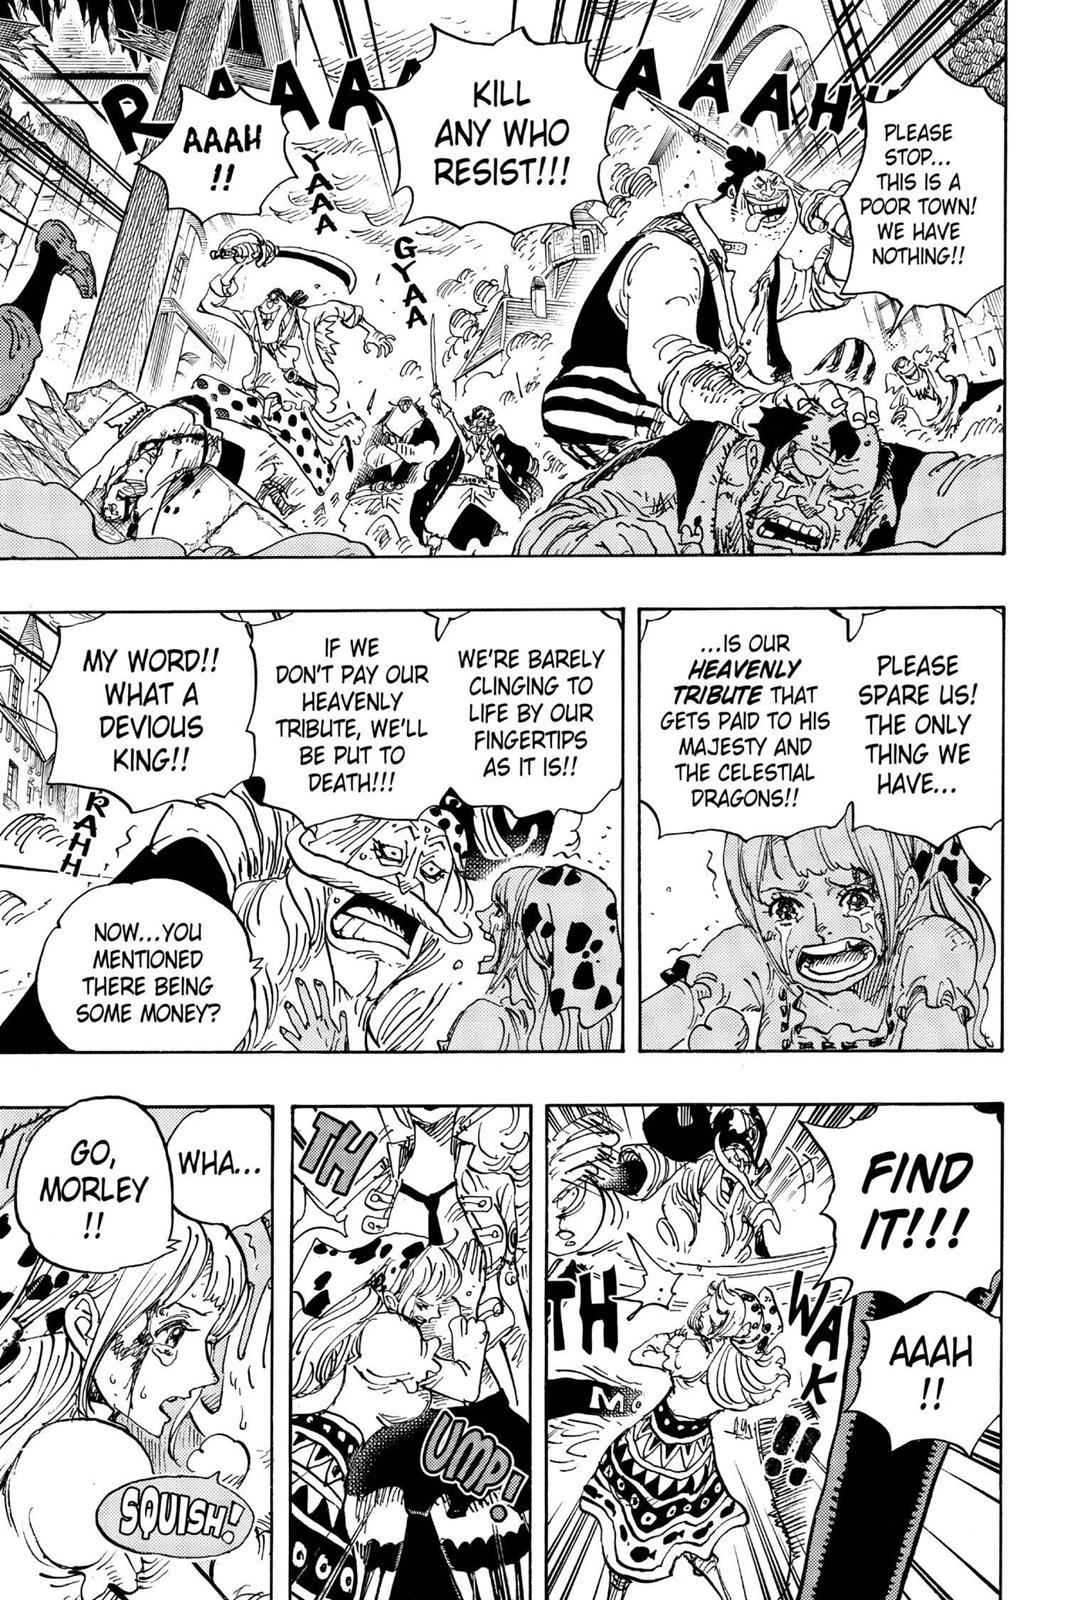 PLEASE
STOP...
THIS IS A
POOR TOWN!
WE HAVE
NOTHING!!
KILL
ANY WHO
RESIST!!!
RAAAAAAAHH
AAAH
!!
YAAA
GYAA
PLEASE
SPARE US!
THE ONLY
THING WE
HAVE...
...IS OUR
HEAVENLY
TRIBUTE THAT
GETS PAID TO HIS
MAJESTY AND
THE CELESTIAL
DRAGONS!!
WE'RE BARELY
CLINGING TO
LIFE BY OUR
FINGERTIPS
AS IT IS!!
IF WE
DON'T PAY OUR
HEAVENLY
TRIBUTE, WE'LL
BE PUT TO
DEATH!!!
MY WORD!!
WHAT A
DEVIOUS
KING!!
RAHH
NOW...YOU
MENTIONED
THERE BEING
SOME MONEY?
FIND
IT!!!
AAAH
!!
WAK
!!
TH
UMP!
WHA...
GO,
MORLEY
!!
SQUISH!